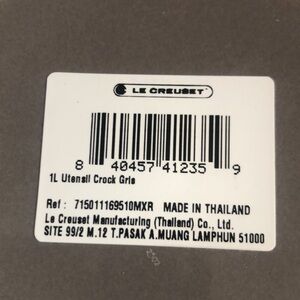 LE CREUSET
8 40457 41235 9
1L Utensil Crock Gris
Ref : 715011169510MXR MADE IN THAILAND
Le Creuset Manufacturing (Thailand) Co., Ltd.
SITE 99/2 M.12 T.PASAK A.MUANG LAMPHUN 51000